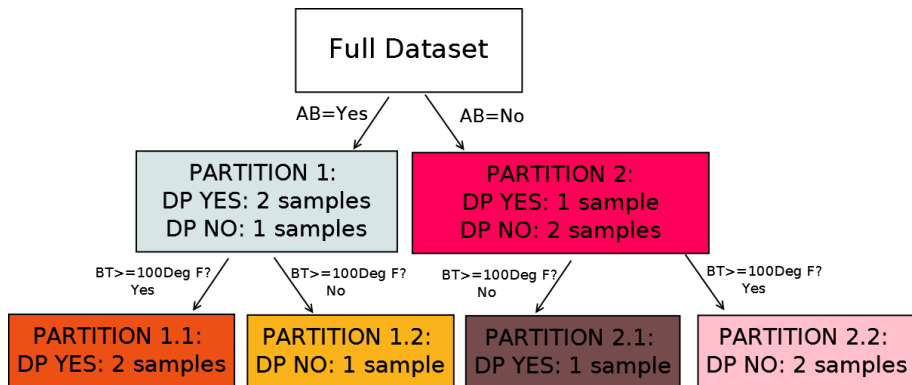 Full Dataset
AB=Yes
AB=No
PARTITION 1:
DP YES: 2 samples
DP NO: 1 samples
PARTITION 2:
DP YES: 1 sample
DP NO: 2 samples
BT>=100Deg F?
Yes
BT>=100Deg F?
No
BT>=100Deg F?
No
BT>=100Deg F?
Yes
PARTITION 1.1:
DP YES: 2 samples
PARTITION 1.2:
DP NO: 1 sample
PARTITION 2.1:
DP YES: 1 sample
PARTITION 2.2:
DP NO: 2 samples